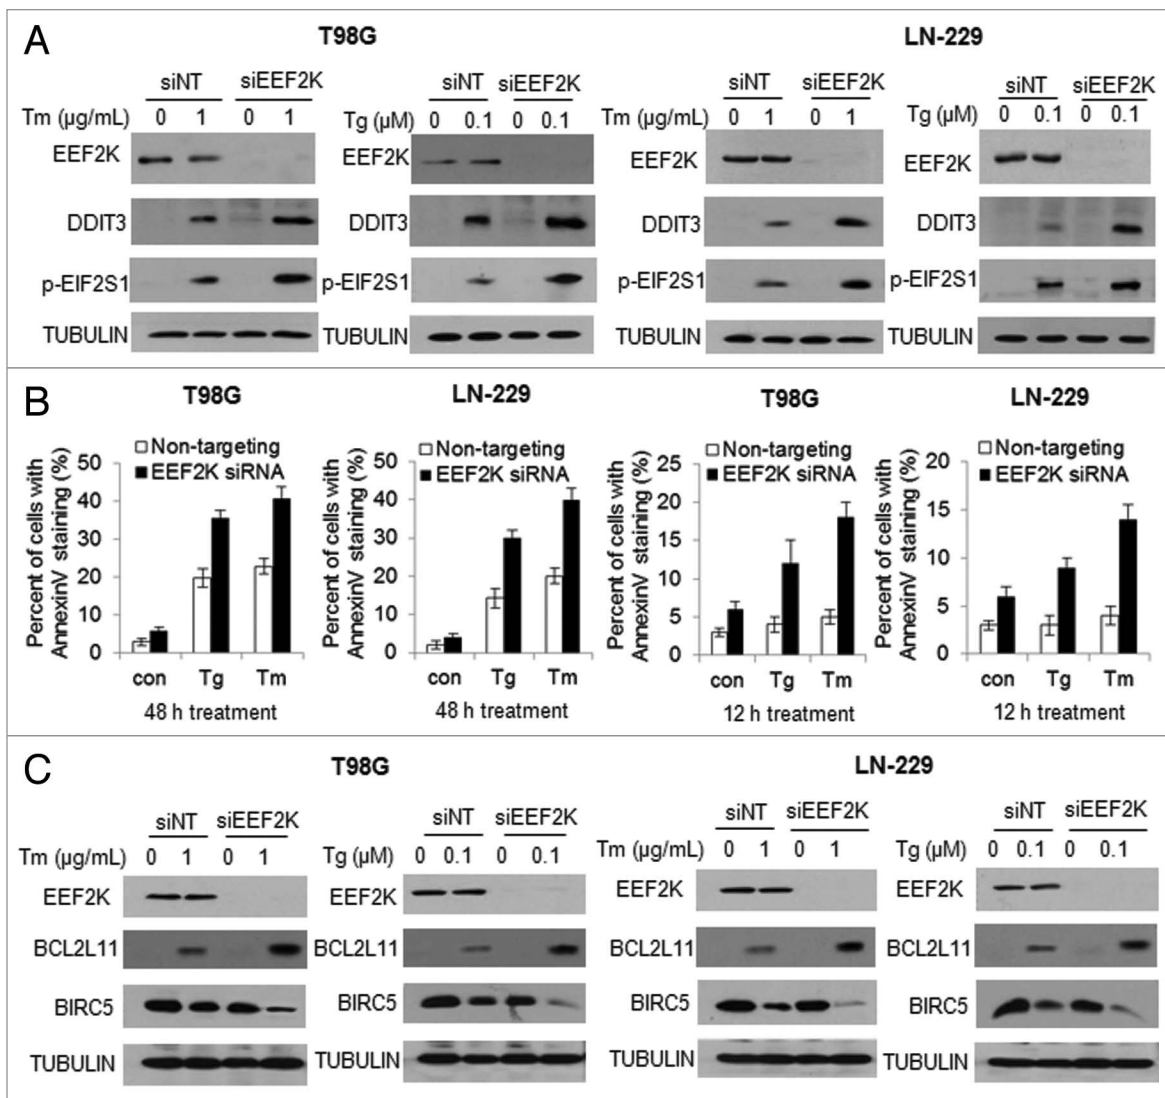 A
T98G
LN-229
siNT siEEF2K
siNT siEEF2K
siNT siEEF2K
siNT siEEF2K
Tm (µg/mL) 0 1 0 1
Tg (µM) 0 0.1 0 0.1
Tm (µg/mL) 0 1 0 1
Tg (µM) 0 0.1 0 0.1
EEF2K
EEF2K
EEF2K
EEF2K
DDIT3
DDIT3
DDIT3
DDIT3
p-EIF2S1
p-EIF2S1
p-EIF2S1
p-EIF2S1
TUBULIN
TUBULIN
TUBULIN
TUBULIN
B
T98G
Non-targeting
EEF2K siRNA
Percent of cells with
AnnexinV staining (%)
50
40
30
20
10
0
con Tg Tm
48 h treatment
LN-229
Non-targeting
EEF2K siRNA
Percent of cells with
AnnexinV staining (%)
50
40
30
20
10
0
con Tg Tm
48 h treatment
T98G
Non-targeting
EEF2K siRNA
Percent of cells with
AnnexinV staining (%)
25
20
15
10
5
0
con Tg Tm
12 h treatment
LN-229
Non-targeting
EEF2K siRNA
Percent of cells with
AnnexinV staining (%)
20
15
10
5
0
con Tg Tm
12 h treatment
C
T98G
LN-229
siNT siEEF2K
siNT siEEF2K
siNT siEEF2K
siNT siEEF2K
Tm (µg/mL) 0 1 0 1
Tg (µM) 0 0.1 0 0.1
Tm (µg/mL) 0 1 0 1
Tg (µM) 0 0.1 0 0.1
EEF2K
EEF2K
EEF2K
EEF2K
BCL2L11
BCL2L11
BCL2L11
BCL2L11
BIRC5
BIRC5
BIRC5
BIRC5
TUBULIN
TUBULIN
TUBULIN
TUBULIN